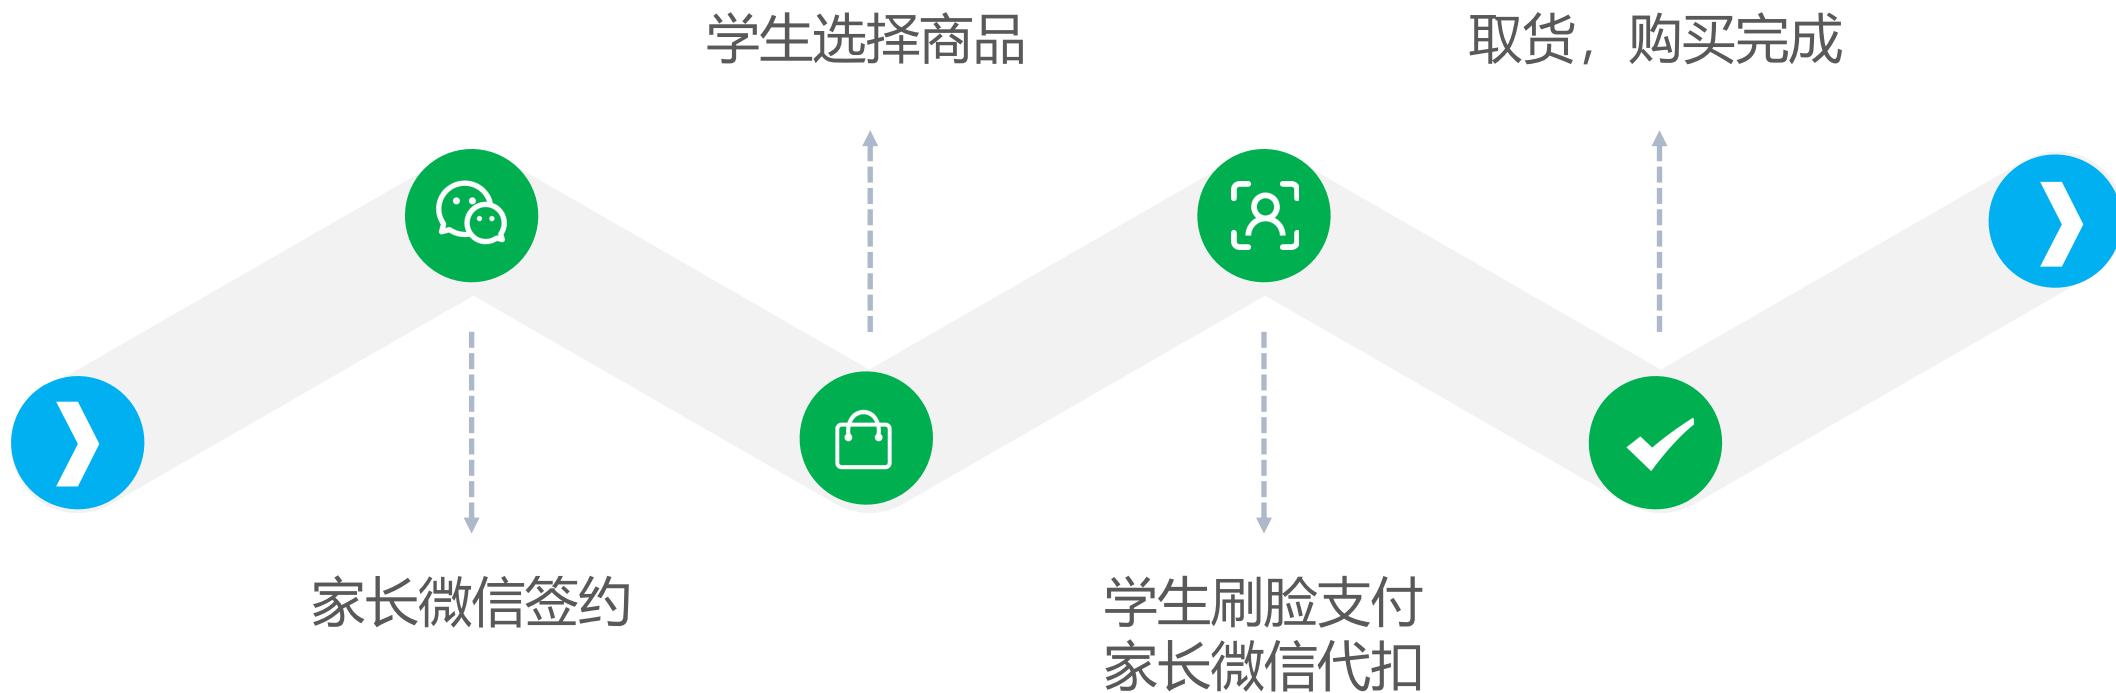 学生选择商品
取货，购买完成
家长微信签约
学生刷脸支付
家长微信代扣